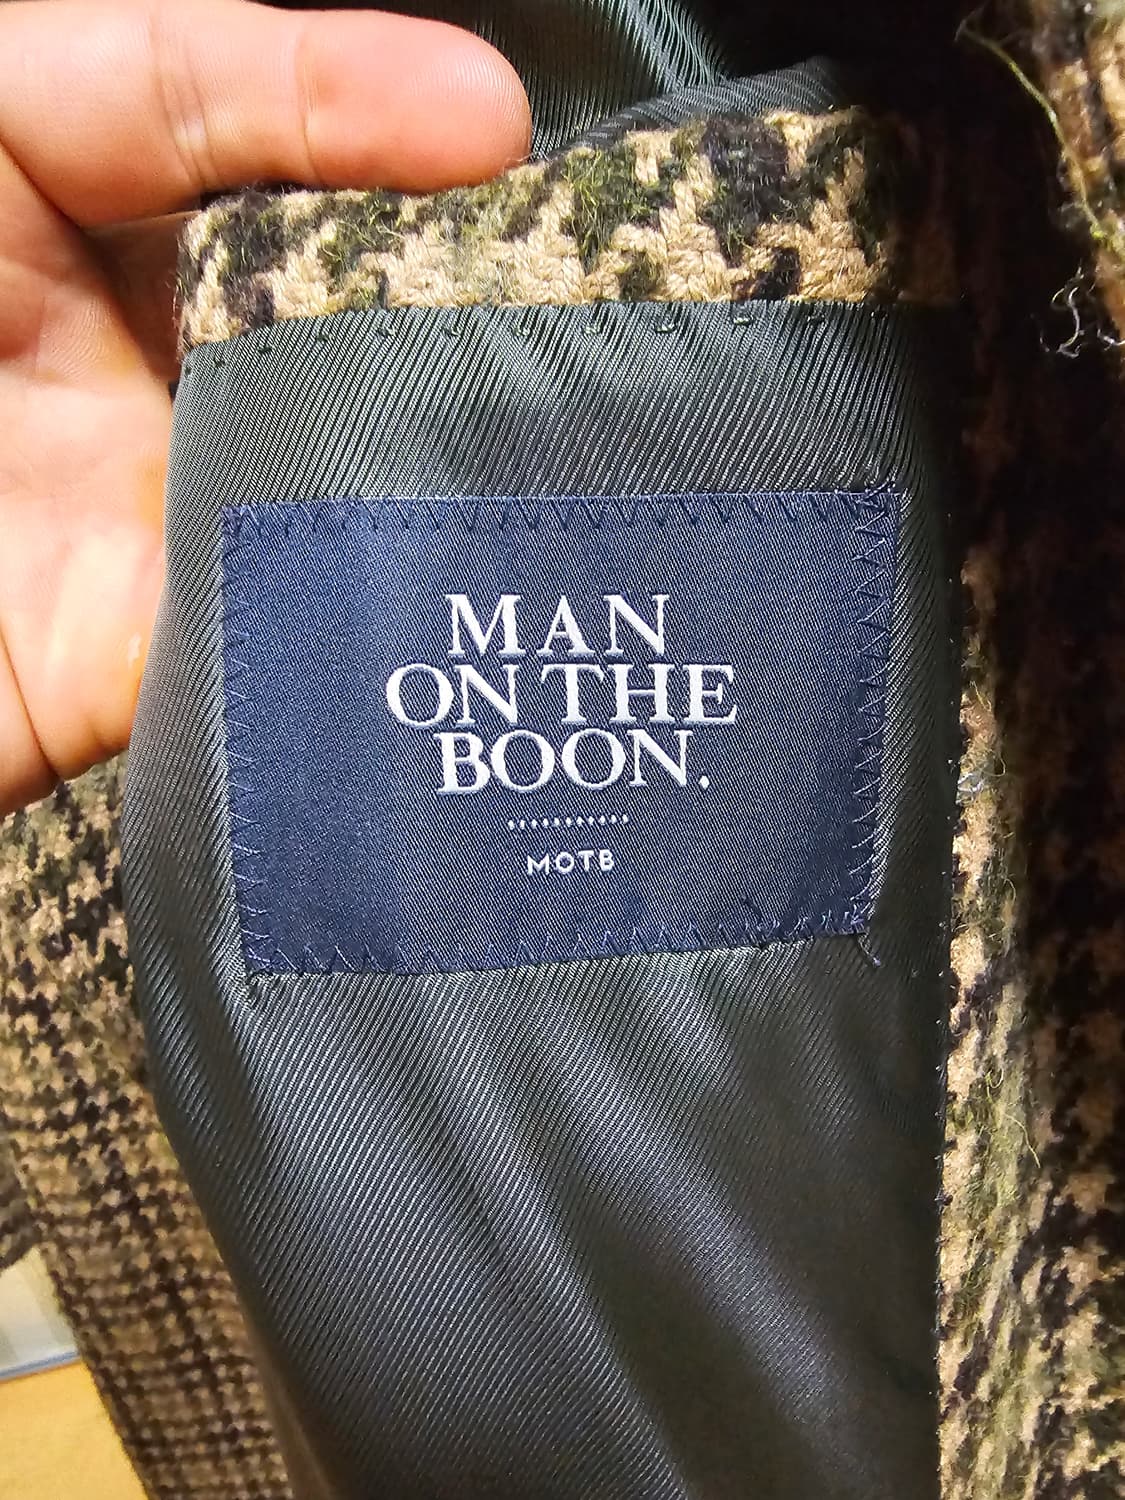 MAN
ON THE
BOON.
MOTB